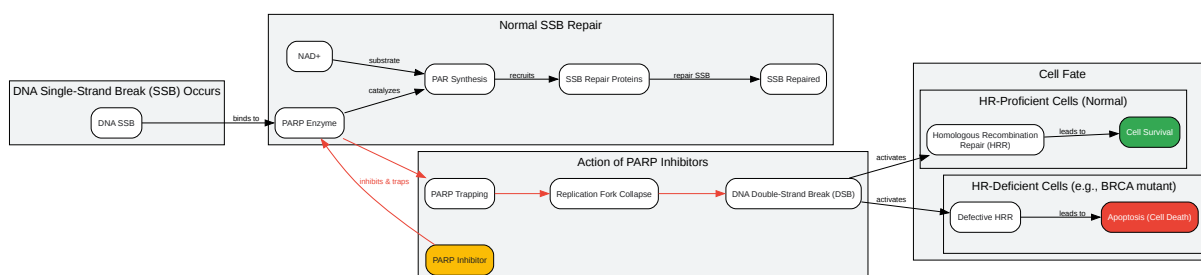 Normal SSB Repair
NAD+
substrate
PAR Synthesis
recruits
SSB Repair Proteins
repair SSB
SSB Repaired
catalyzes
DNA Single-Strand Break (SSB) Occurs
DNA SSB
binds to
PARP Enzyme
Action of PARP Inhibitors
inhibits & traps
PARP Trapping
Replication Fork Collapse
DNA Double-Strand Break (DSB)
PARP Inhibitor
activates
activates
Cell Fate
HR-Proficient Cells (Normal)
Homologous Recombination
Repair (HRR)
leads to
Cell Survival
HR-Deficient Cells (e.g., BRCA mutant)
Defective HRR
leads to
Apoptosis (Cell Death)